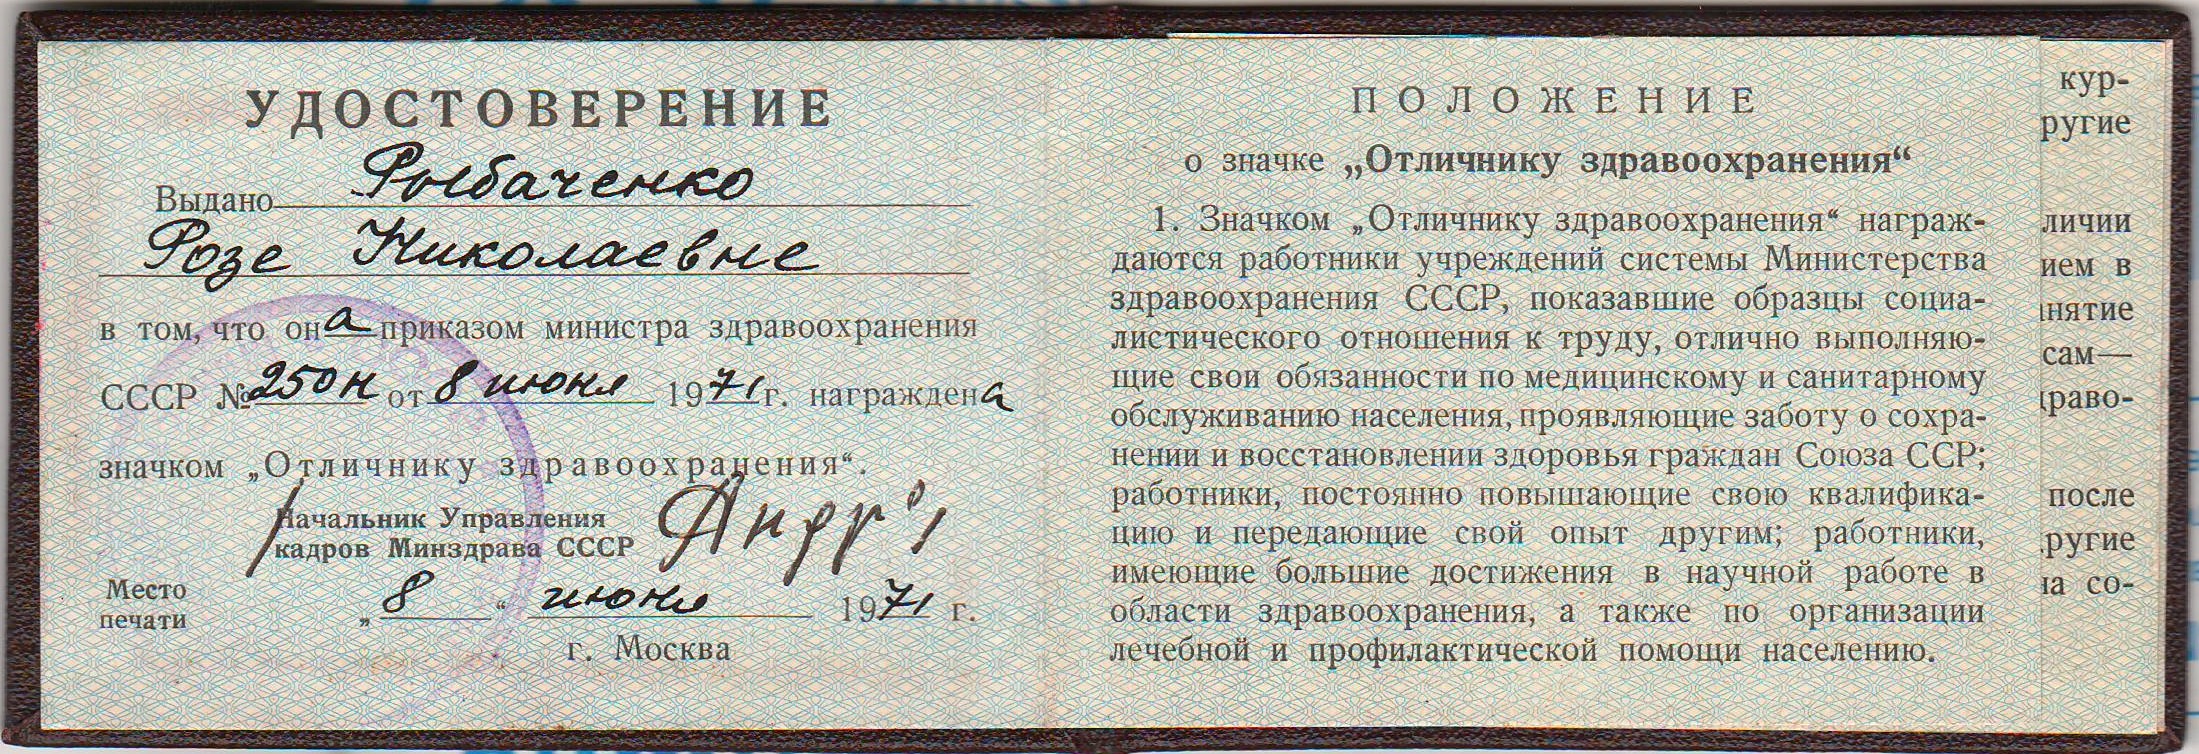 УДОСТОВЕРЕНИЕ
Выдано Рыбаченко
Розе Николаевне
в том, что она приказом министра здравоохранения
СССР № 250н от 8 июня 1971 г. награждена
значком „Отличнику здравоохранения“.
Начальник Управления
кадров Минздрава СССР
Место
печати
„8“ июня 1971 г.
г. Москва
ПОЛОЖЕНИЕ
о значке „Отличнику здравоохранения“
1. Значком „Отличнику здравоохранения“ награж-
даются работники учреждений системы Министерства
здравоохранения СССР, показавшие образцы социа-
листического отношения к труду, отлично выполняю-
щие свои обязанности по медицинскому и санитарному
обслуживанию населения, проявляющие заботу о сохра-
нении и восстановлении здоровья граждан Союза ССР;
работники, постоянно повышающие свою квалифика-
цию и передающие свой опыт другим; работники,
имеющие большие достижения в научной работе в
области здравоохранения, а также по организации
лечебной и профилактической помощи населению.
кур-
ругие
личии
ием в
нятие
сам—
драво-
после
ругие
на со-